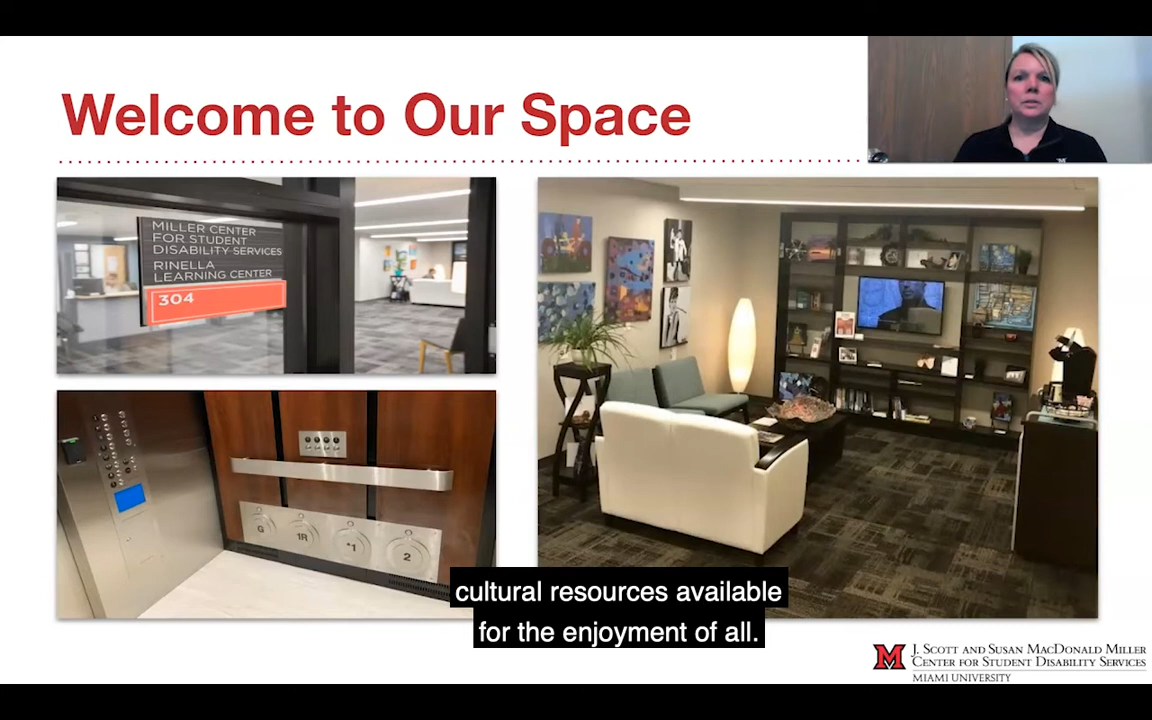 Welcome to Our Space
MILLER CENTER
FOR STUDENT
DISABILITY SERVICES
RINELLA
LEARNING CENTER
304
G
1R
*1
2
cultural resources available
for the enjoyment of all.
M
J. SCOTT AND SUSAN MACDONALD MILLER
CENTER FOR STUDENT DISABILITY SERVICES
MIAMI UNIVERSITY